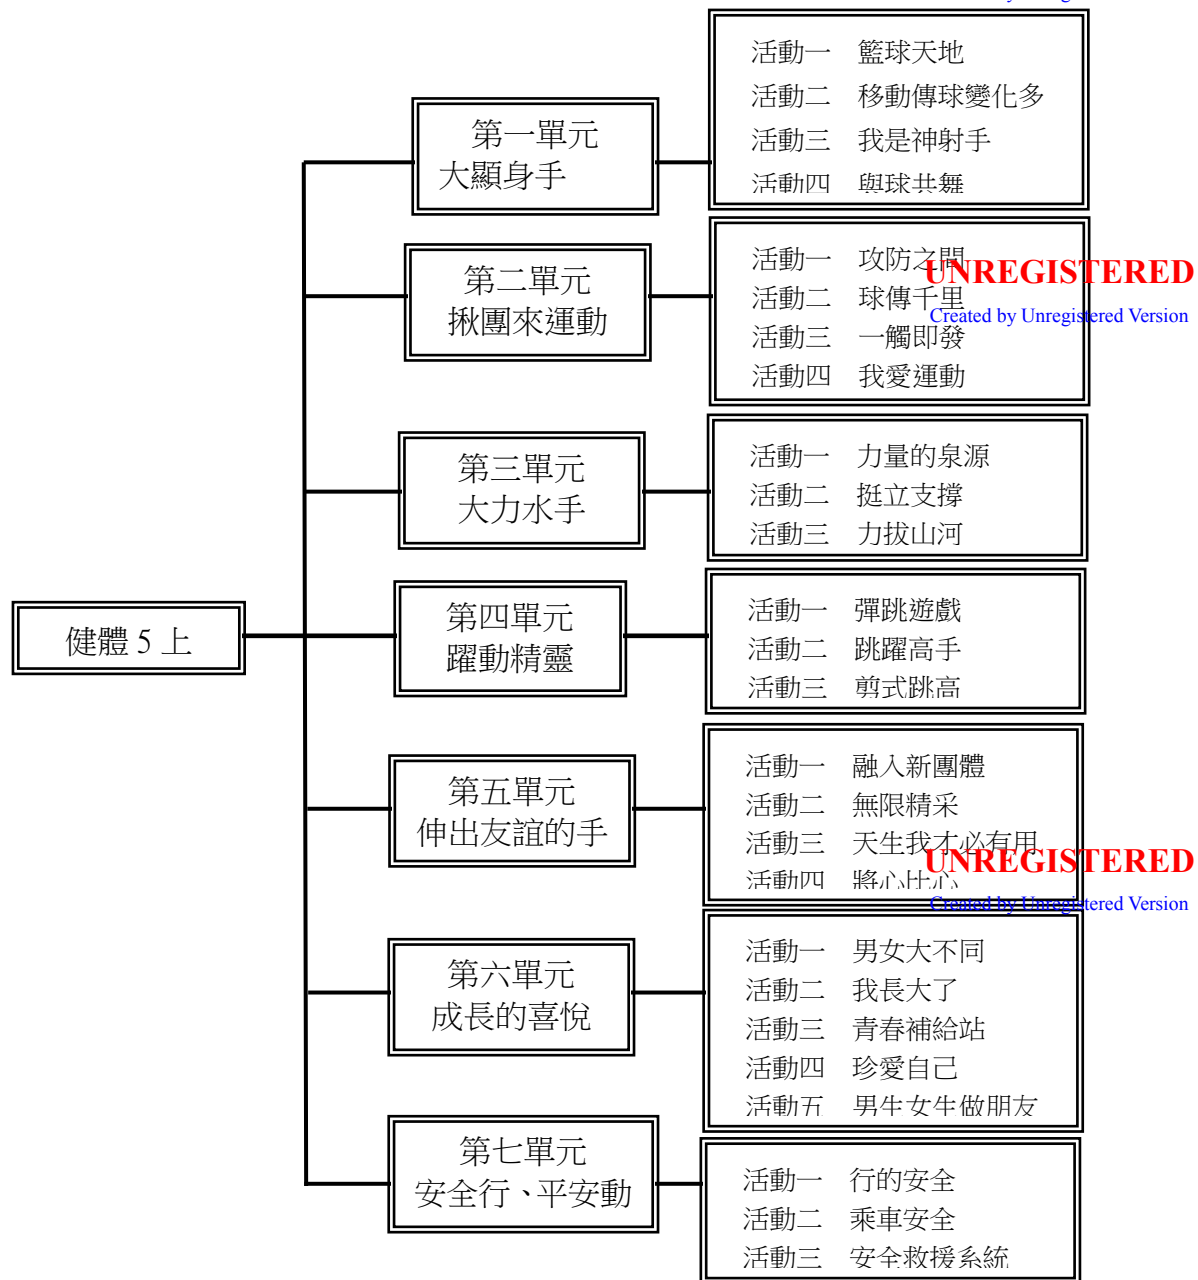 健體 5 上
第一單元
大顯身手
活動一　籃球天地
活動二　移動傳球變化多
活動三　我是神射手
活動四　與球共舞
第二單元
揪團來運動
活動一　攻防之間
活動二　球傳千里
活動三　一觸即發
活動四　我愛運動
UNREGISTERED
Created by Unregistered Version
第三單元
大力水手
活動一　力量的泉源
活動二　挺立支撐
活動三　力拔山河
第四單元
躍動精靈
活動一　彈跳遊戲
活動二　跳躍高手
活動三　剪式跳高
第五單元
伸出友誼的手
活動一　融入新團體
活動二　無限精采
活動三　天生我才必有用
活動四　將心比心
UNREGISTERED
Created by Unregistered Version
第六單元
成長的喜悅
活動一　男女大不同
活動二　我長大了
活動三　青春補給站
活動四　珍愛自己
活動五　男生女生做朋友
第七單元
安全行、平安動
活動一　行的安全
活動二　乘車安全
活動三　安全救援系統